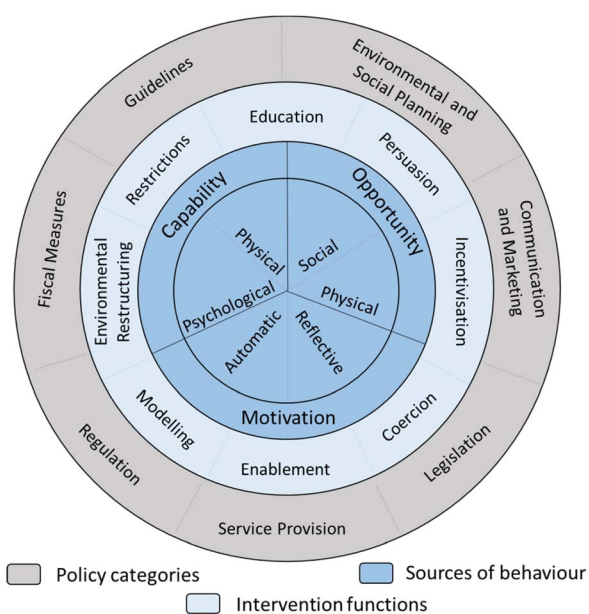 Environmental and
Social Planning
Guidelines
Education
Restrictions
Persuasion
Capability
Opportunity
Fiscal Measures
Communication
and Marketing
Environmental
Restructuring
Physical
Social
Incentivisation
Psychological
Physical
Automatic
Reflective
Modelling
Motivation
Coercion
Regulation
Enablement
Legislation
Service Provision
Policy categories
Sources of behaviour
Intervention functions